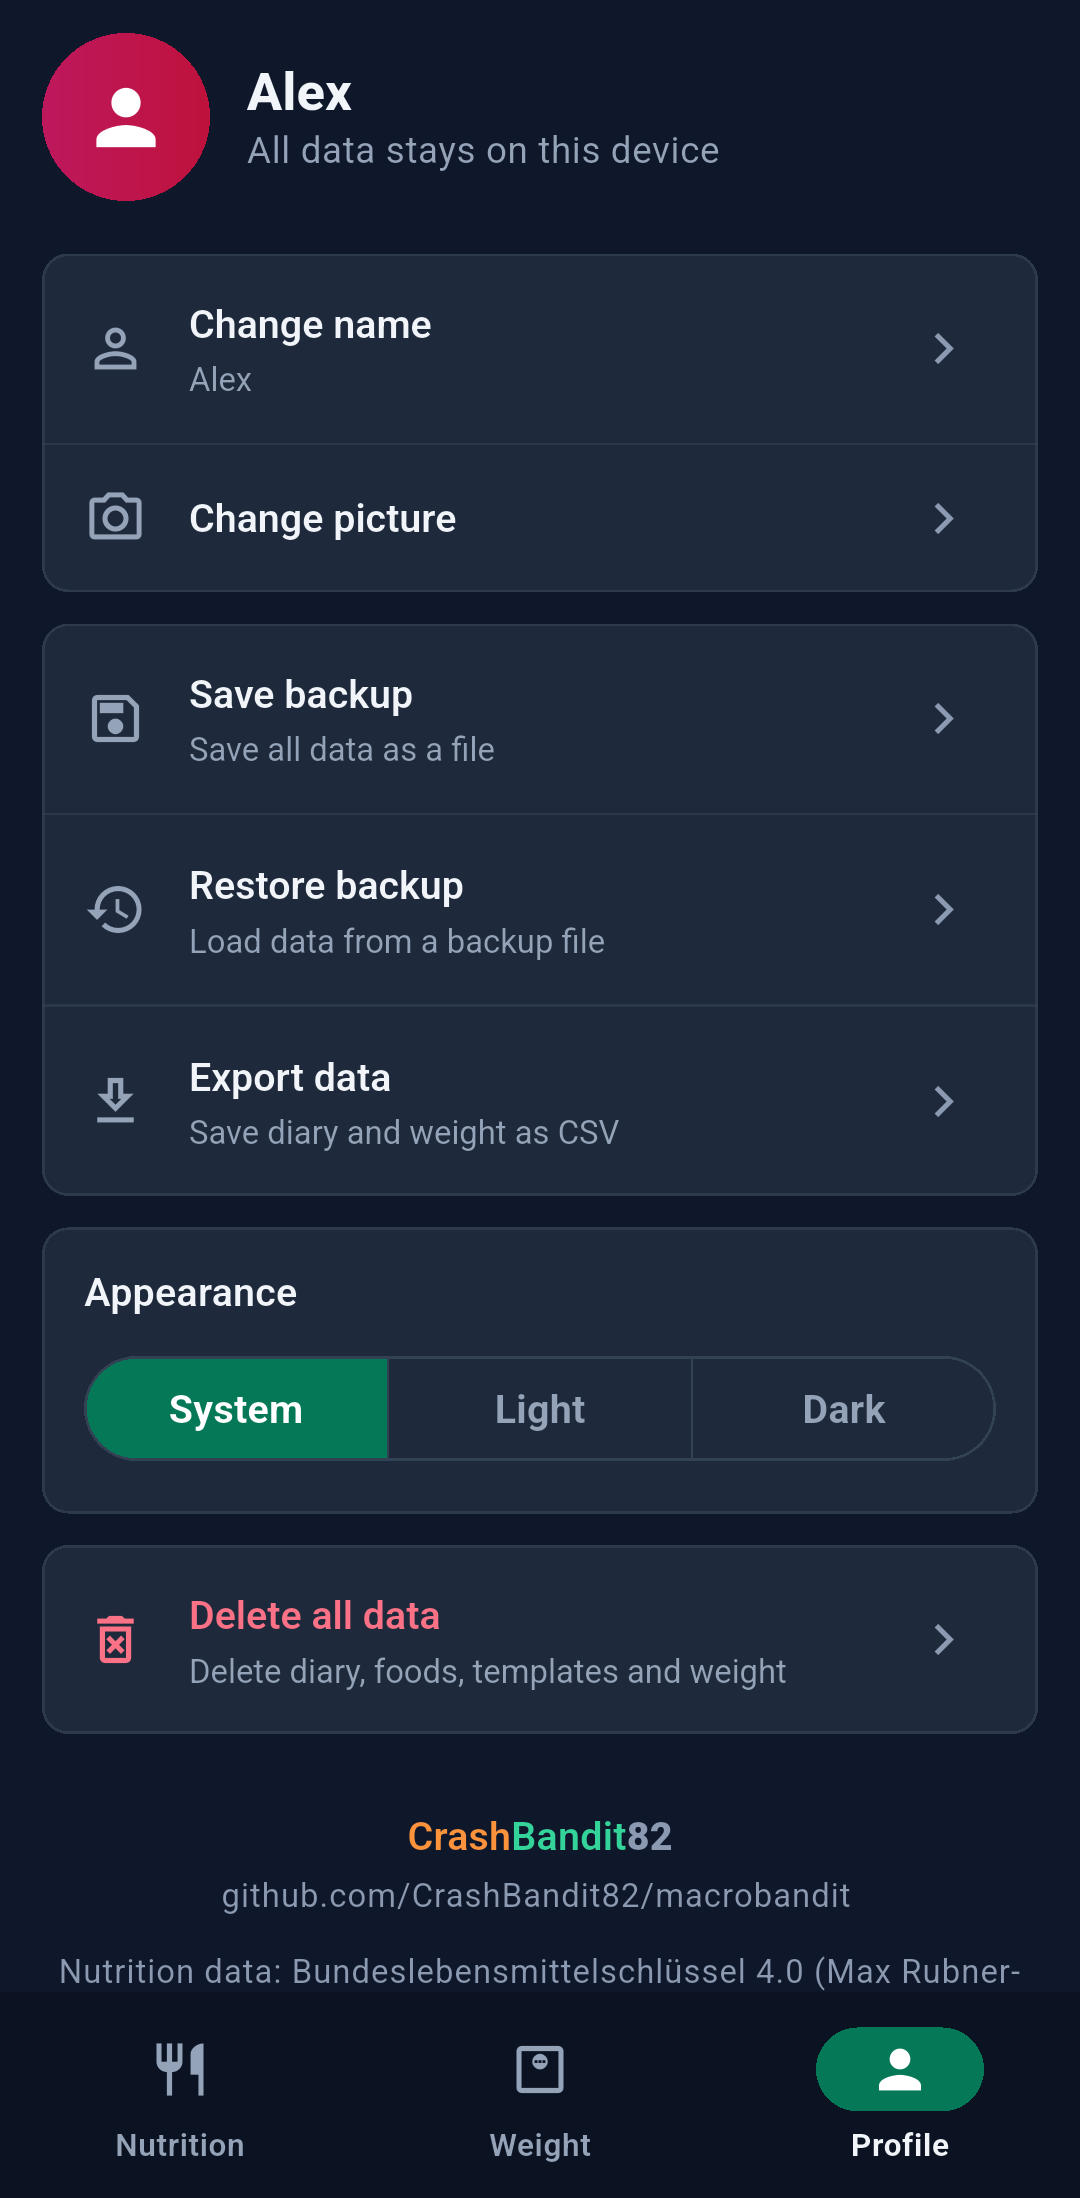 Alex
All data stays on this device
Change name
Alex
Change picture
Save backup
Save all data as a file
Restore backup
Load data from a backup file
Export data
Save diary and weight as CSV
Appearance
System Light Dark
Delete all data
Delete diary, foods, templates and weight
CrashBandit82
github.com/CrashBandit82/macrobandit
Nutrition data: Bundeslebensmittelschlüssel 4.0 (Max Rubner-
Nutrition Weight Profile